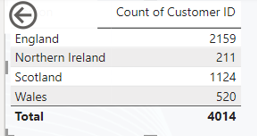 Count of Customer ID
England 2159
Northern Ireland 211
Scotland 1124
Wales 520
Total 4014